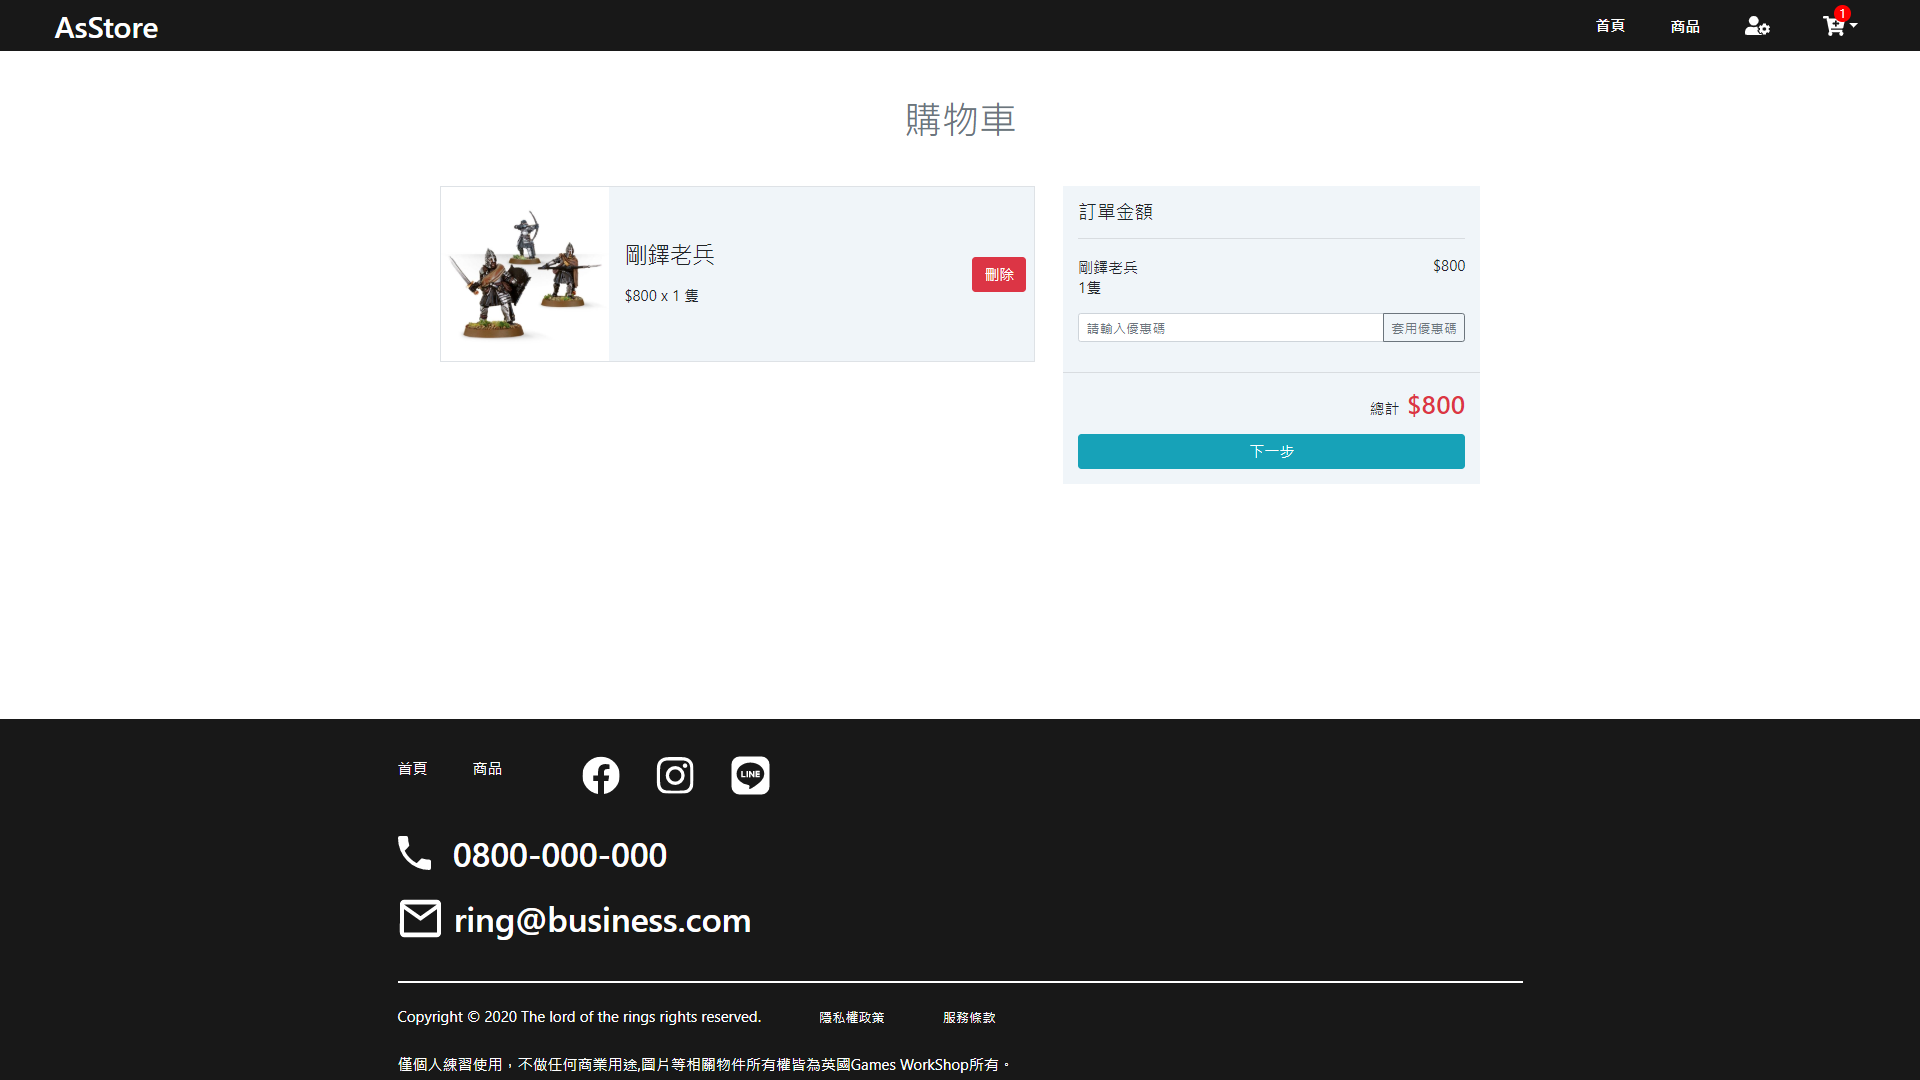 AsStore
首頁
商品
1
購物車
剛鐸老兵
$800 x 1 隻
刪除
訂單金額
剛鐸老兵
$800
1隻
請輸入優惠碼
套用優惠碼
總計 $800
下一步
首頁
商品
LINE
0800-000-000
ring@business.com
Copyright © 2020 The lord of the rings rights reserved.
隱私權政策
服務條款
僅個人練習使用，不做任何商業用途,圖片等相關物件所有權皆為英國Games WorkShop所有。